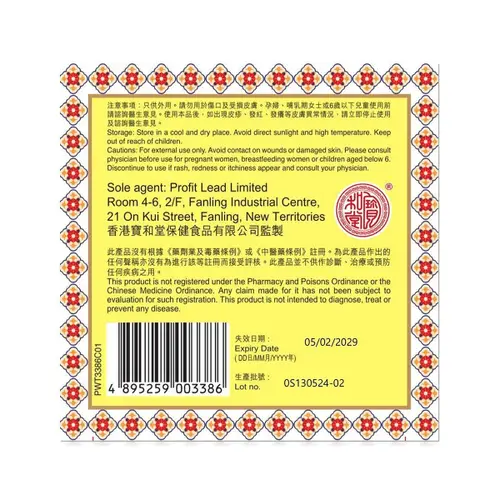 注意事項：只供外用。請勿用於傷口及受損皮膚。孕婦、哺乳期女士或6歲以下兒童使用前
請諮詢醫生意見。使用本品後，如出現皮疹、發紅、發癢等皮膚異常情況，請立即停止使用
及諮詢醫生意見。
Storage: Store in a cool and dry place. Avoid direct sunlight and high temperature. Keep
out of reach of children.
Cautions: For external use only. Avoid contact on wounds or damaged skin. Please consult
physician before use for pregnant women, breastfeeding women or children aged below 6.
Discontinue to use if rash, redness or itchiness appear and consult your physician.
Sole agent: Profit Lead Limited
Room 4-6, 2/F, Fanling Industrial Centre,
21 On Kui Street, Fanling, New Territories
香港寶和堂保健食品有限公司監製
寶和堂
®
此產品沒有根據《藥劑業及毒藥條例》或《中醫藥條例》註冊。為此產品作出的
任何聲稱亦沒有為進行該等註冊而接受評核。此產品並不供作診斷、治療或預防
任何疾病之用。
This product is not registered under the Pharmacy and Poisons Ordinance or the
Chinese Medicine Ordinance. Any claim made for it has not been subject to
evaluation for such registration. This product is not intended to diagnose, treat or
prevent any disease.
PWT3386C01
4 895259 003386
失效日期：
Expiry Date
(DD日/MM月/YYYY年)
05/02/2029
生產批號：
Lot no.
0S130524-02